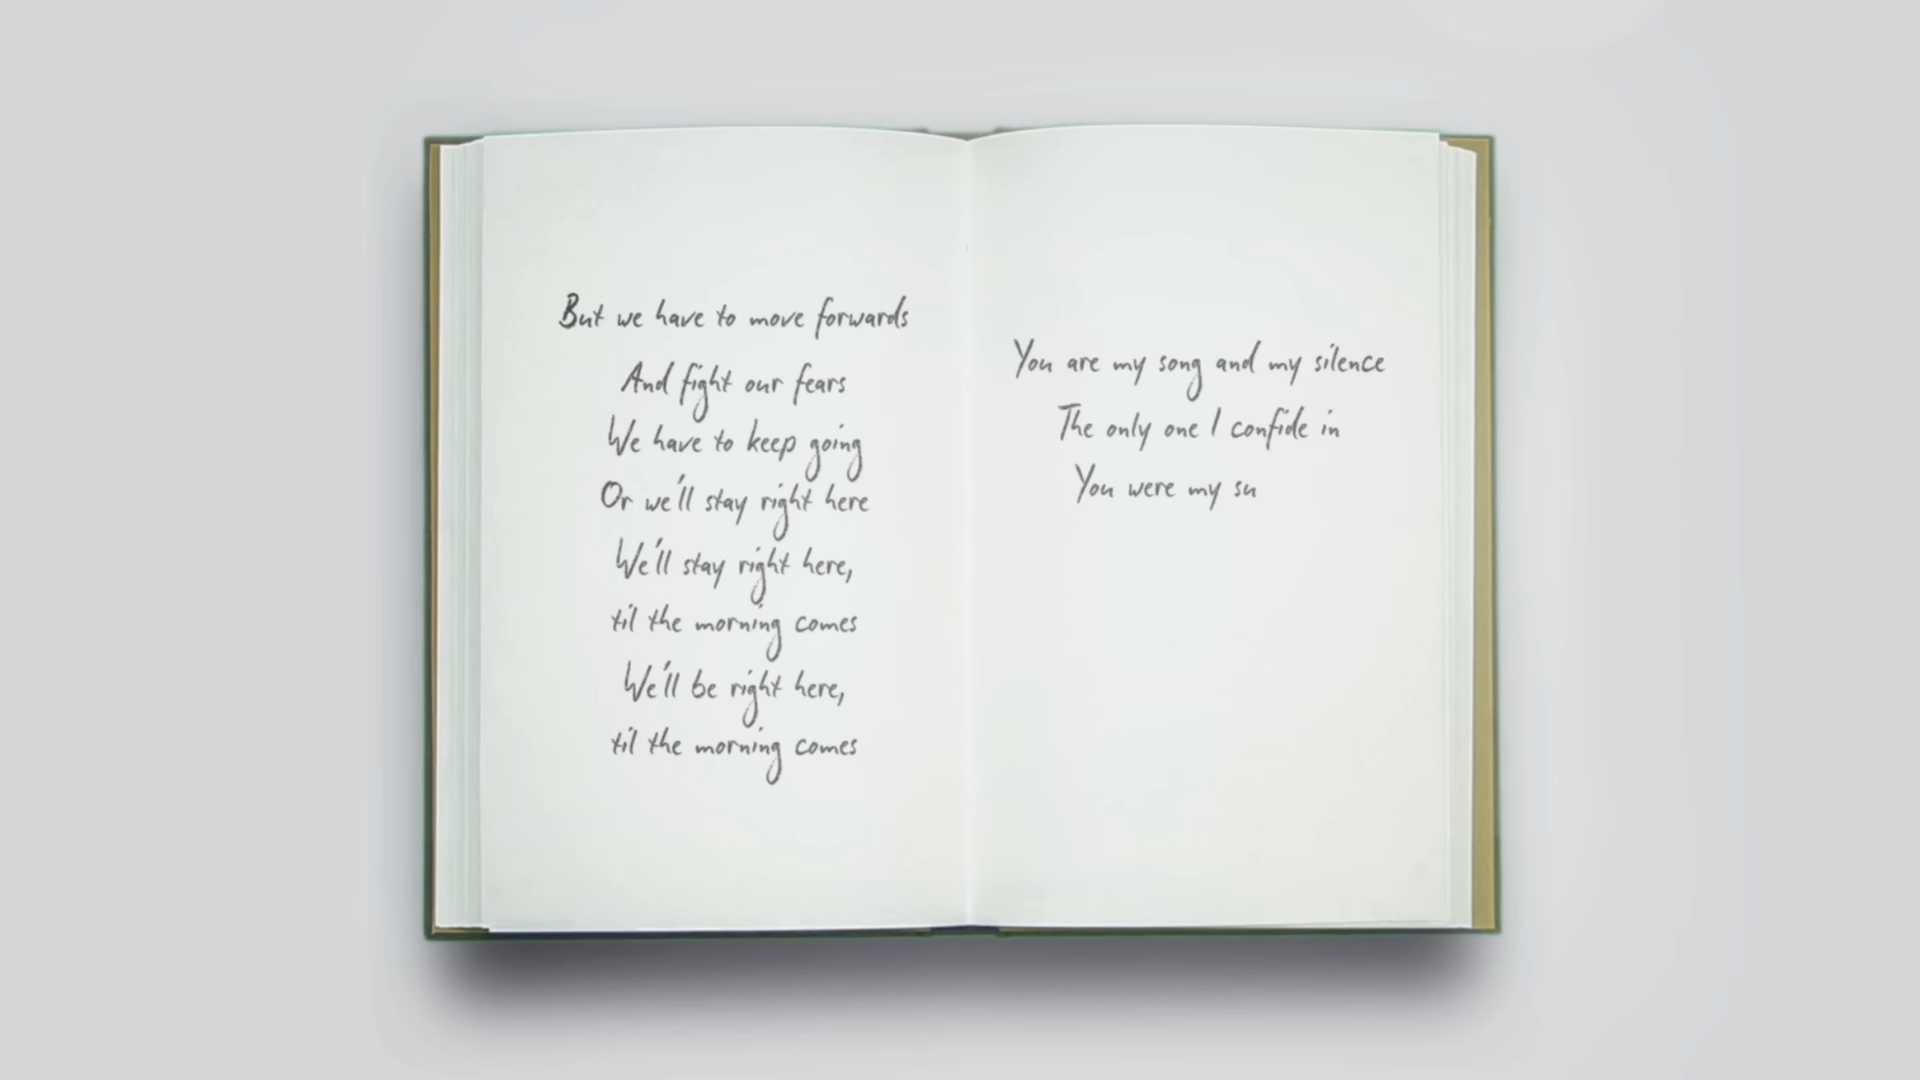 But we have to move forwards
And fight our fears
We have to keep going
Or we'll stay right here
We'll stay right here,
til the morning comes
We'll be right here,
til the morning comes
You are my song and my silence
The only one I confide in
You were my su